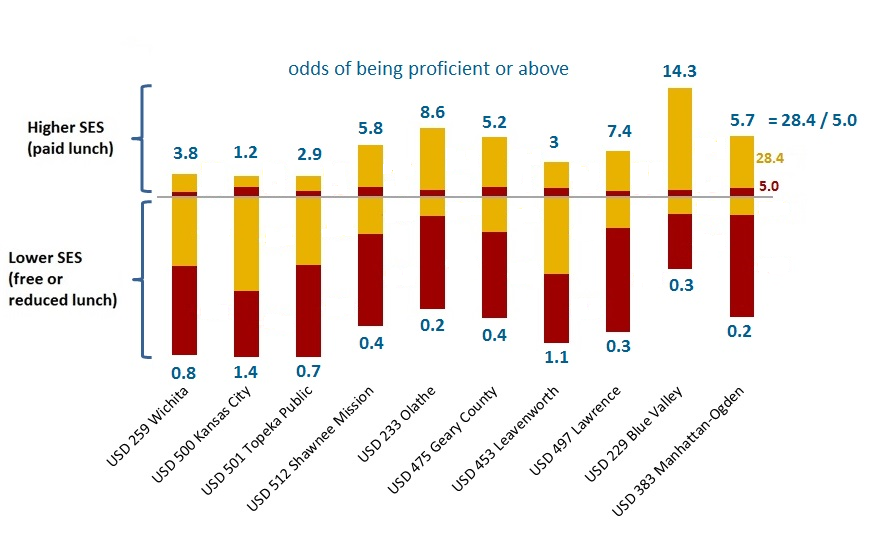 odds of being proficient or above
Higher SES
(paid lunch)
3.8
1.2
2.9
5.8
8.6
5.2
3
7.4
14.3
5.7 = 28.4 / 5.0
28.4
5.0
Lower SES
(free or
reduced lunch)
0.8
1.4
0.7
0.4
0.2
0.4
1.1
0.3
0.3
0.2
USD 259 Wichita
USD 500 Kansas City
USD 501 Topeka Public
USD 512 Shawnee Mission
USD 233 Olathe
USD 475 Geary County
USD 453 Leavenworth
USD 497 Lawrence
USD 229 Blue Valley
USD 383 Manhattan-Ogden